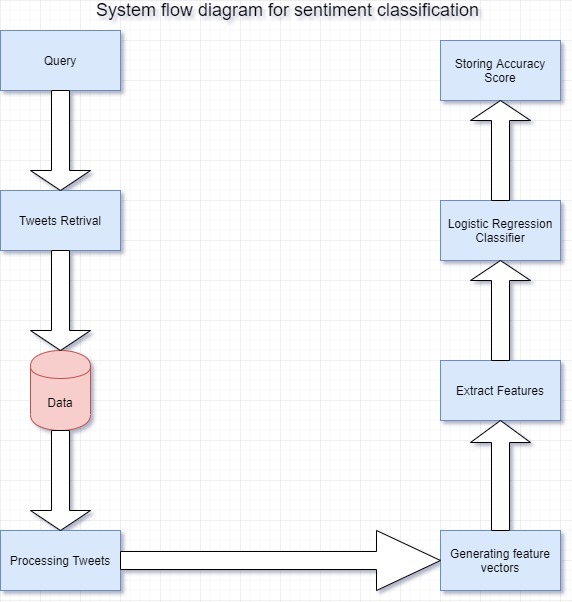 System flow diagram for sentiment classification
Query
Tweets Retrival
Data
Processing Tweets
Generating feature
vectors
Extract Features
Logistic Regression
Classifier
Storing Accuracy
Score